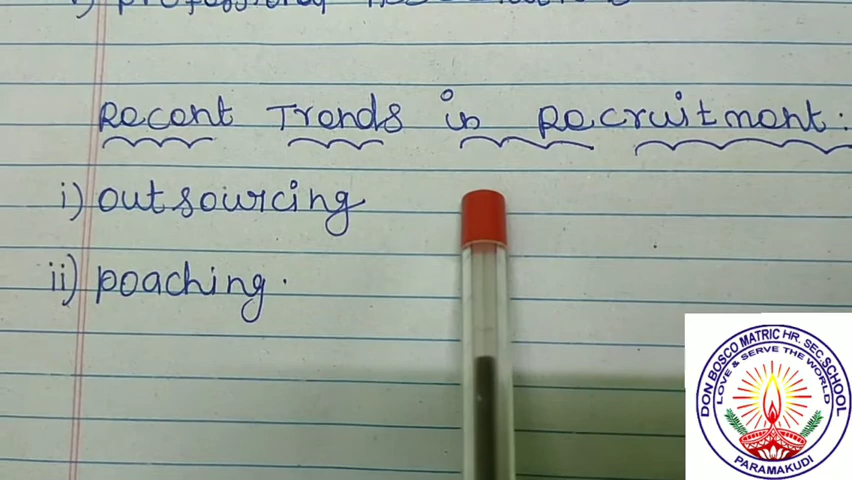 Recent Trends in Recruitment:
i) outsourcing
ii) poaching.
DON BOSCO MATRIC HR. SEC. SCHOOL
LOVE & SERVE THE WORLD
PARAMAKUDI